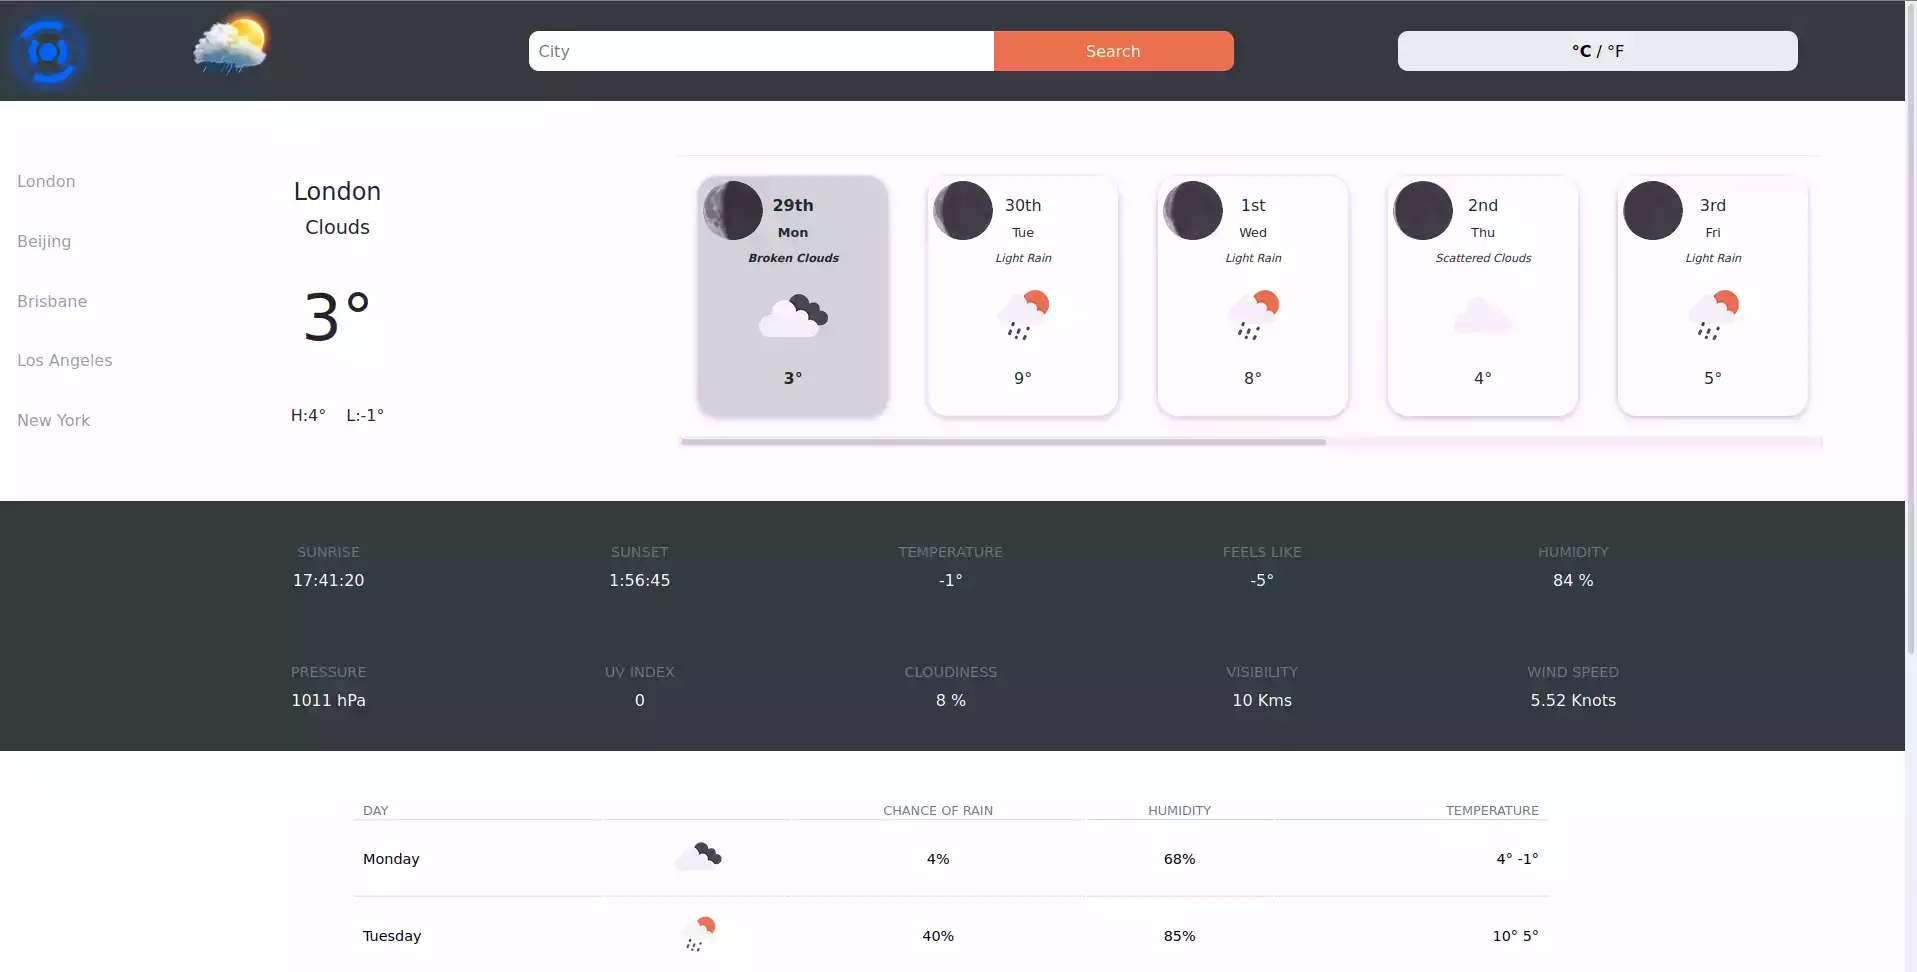 City
Search
°C / °F
London
Beijing
Brisbane
Los Angeles
New York
London
Clouds
3°
H:4° L:-1°
29th
Mon
Broken Clouds
3°
30th
Tue
Light Rain
9°
1st
Wed
Light Rain
8°
2nd
Thu
Scattered Clouds
4°
3rd
Fri
Light Rain
5°
SUNRISE
17:41:20
SUNSET
1:56:45
TEMPERATURE
-1°
FEELS LIKE
-5°
HUMIDITY
84 %
PRESSURE
1011 hPa
UV INDEX
0
CLOUDINESS
8 %
VISIBILITY
10 Kms
WIND SPEED
5.52 Knots
DAY CHANCE OF RAIN HUMIDITY TEMPERATURE
Monday 4% 68% 4° -1°
Tuesday 40% 85% 10° 5°